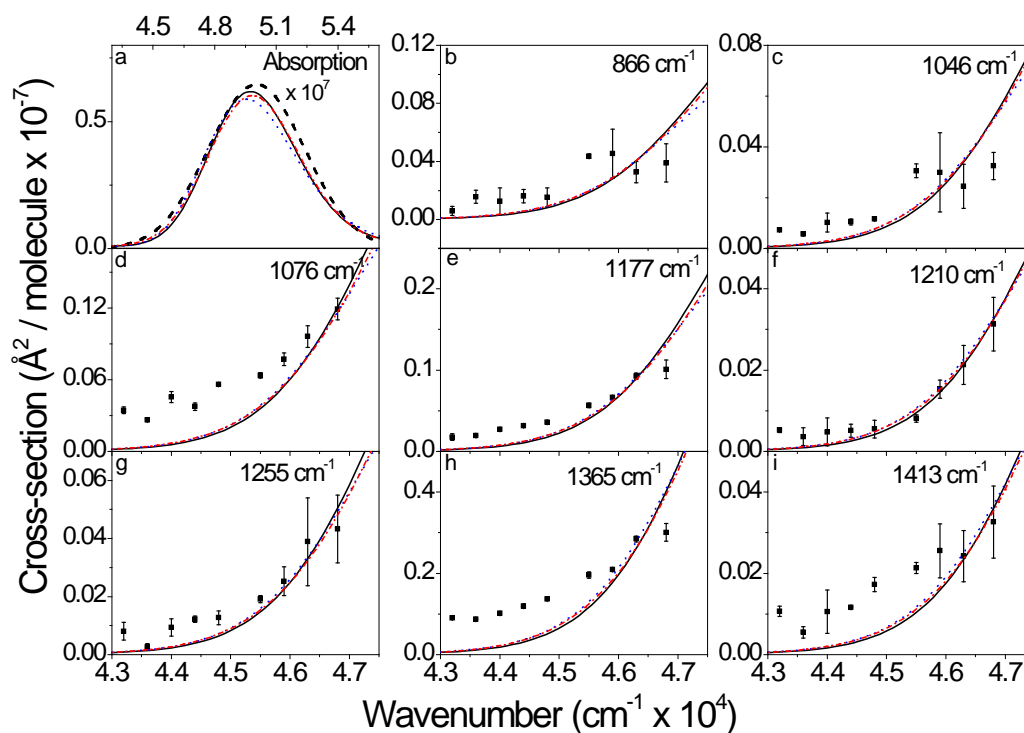 4.5 4.8 5.1 5.4
a
Absorption
x 10⁷
0.5
0.0
b
866 cm⁻¹
0.12
0.08
0.04
0.00
c
1046 cm⁻¹
0.08
0.04
0.00
d
1076 cm⁻¹
0.12
0.06
0.00
e
1177 cm⁻¹
0.2
0.1
0.0
f
1210 cm⁻¹
0.04
0.02
0.00
g
1255 cm⁻¹
0.06
0.04
0.02
0.00
h
1365 cm⁻¹
0.4
0.2
0.0
i
1413 cm⁻¹
0.04
0.02
0.00
4.3 4.4 4.5 4.6 4.7
4.3 4.4 4.5 4.6 4.7
4.3 4.4 4.5 4.6 4.7
Cross-section (Å² / molecule x 10⁻⁷)
Wavenumber (cm⁻¹ x 10⁴)